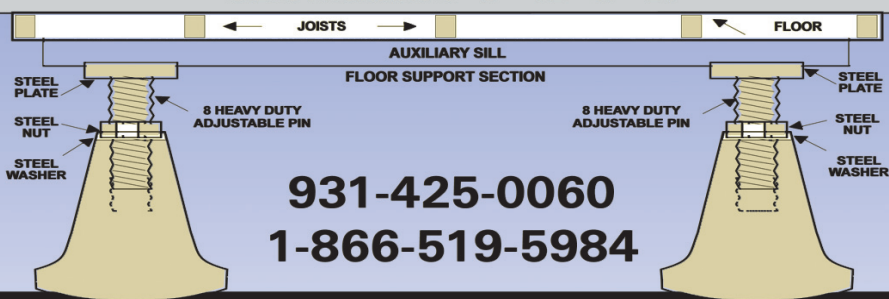 JOISTS
FLOOR
AUXILIARY SILL
FLOOR SUPPORT SECTION
STEEL
PLATE
8 HEAVY DUTY
ADJUSTABLE PIN
STEEL
NUT
STEEL
WASHER
8 HEAVY DUTY
ADJUSTABLE PIN
STEEL
PLATE
STEEL
NUT
STEEL
WASHER
931-425-0060
1-866-519-5984